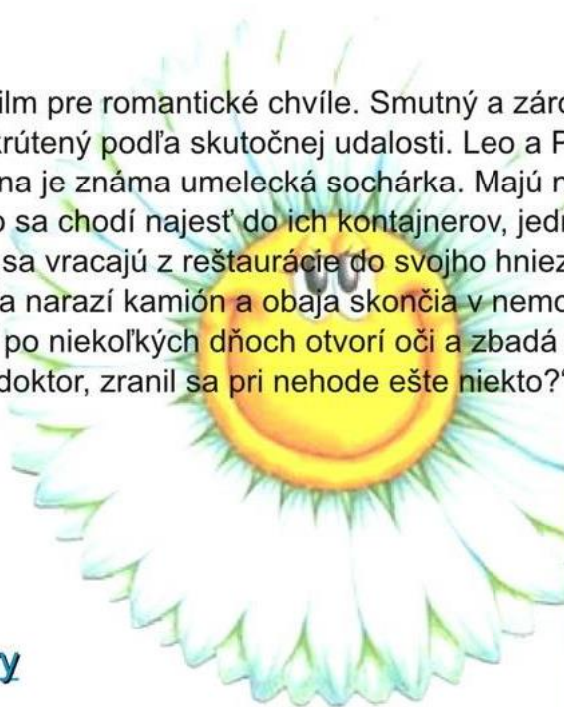 ilm pre romantické chvíle. Smutný a záro
krútený podľa skutočnej udalosti. Leo a P
na je známa umelecká sochárka. Majú n
o sa chodí najesť do ich kontajnerov, jedn
sa vracajú z reštaurácie do svojho hniez
a narazí kamión a obaja skončia v nemo
po niekoľkých dňoch otvorí oči a zbadá
doktor, zranil sa pri nehode ešte niekto?“
y